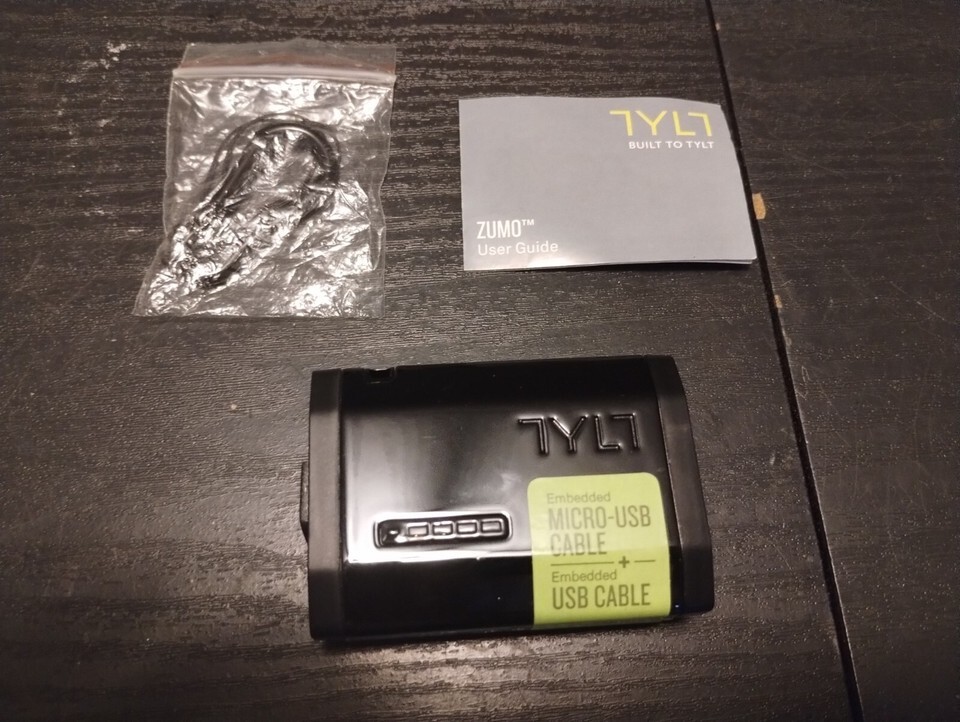 TYLT
BUILT TO TYLT
ZUMO™
User Guide
TYLT
Embedded
MICRO-USB
CABLE
+
Embedded
USB CABLE